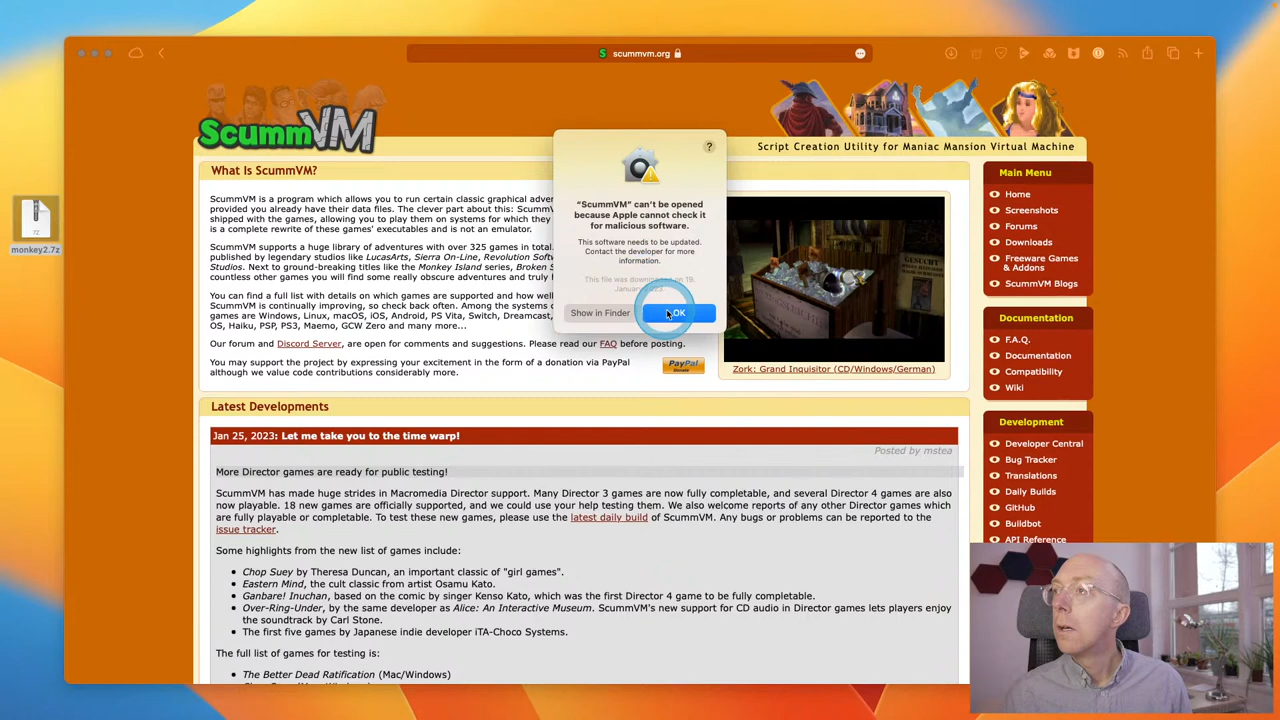 scummvm.org
ScummVM
Script Creation Utility for Maniac Mansion Virtual Machine
What Is ScummVM?
ScummVM is a program which allows you to run certain classic graphical adven
provided you already have their data files. The clever part about this: ScummV
shipped with the games, allowing you to play them on systems for which they
is a complete rewrite of these games' executables and is not an emulator.
ScummVM supports a huge library of adventures with over 325 games in total.
published by legendary studios like LucasArts, Sierra On-Line, Revolution Softw
Studios. Next to ground-breaking titles like the Monkey Island series, Broken S
countless other games you will find some really obscure adventures and truly
You can find a full list with details on which games are supported and how well
ScummVM is continually improving, so check back often. Among the systems o
games are Windows, Linux, macOS, iOS, Android, PS Vita, Switch, Dreamcast,
OS, Haiku, PSP, PS3, Maemo, GCW Zero and many more...
Our forum and Discord Server, are open for comments and suggestions. Please read our FAQ before posting.
You may support the project by expressing your excitement in the form of a donation via PayPal
although we value code contributions considerably more.
PayPal
Donate
?
“ScummVM” can’t be opened
because Apple cannot check it
for malicious software.
This software needs to be updated.
Contact the developer for more
information.
This file was downloaded on 19.
Show in Finder
OK
GESUCHT
Zork: Grand Inquisitor (CD/Windows/German)
Latest Developments
Jan 25, 2023: Let me take you to the time warp!
Posted by mstea
More Director games are ready for public testing!
ScummVM has made huge strides in Macromedia Director support. Many Director 3 games are now fully completable, and several Director 4 games are also
now playable. 18 new games are officially supported, and we could use your help testing them. We also welcome reports of any other Director games which
are fully playable or completable. To test these new games, please use the latest daily build of ScummVM. Any bugs or problems can be reported to the
issue tracker.
Some highlights from the new list of games include:
Chop Suey by Theresa Duncan, an important classic of "girl games".
Eastern Mind, the cult classic from artist Osamu Kato.
Ganbare! Inuchan, based on the comic by singer Kenso Kato, which was the first Director 4 game to be fully completable.
Over-Ring-Under, by the same developer as Alice: An Interactive Museum. ScummVM's new support for CD audio in Director games lets players enjoy
the soundtrack by Carl Stone.
The first five games by Japanese indie developer iTA-Choco Systems.
The full list of games for testing is:
The Better Dead Ratification (Mac/Windows)
Main Menu
Home
Screenshots
Forums
Downloads
Freeware Games
& Addons
ScummVM Blogs
Documentation
F.A.Q.
Documentation
Compatibility
Wiki
Development
Developer Central
Bug Tracker
Translations
Daily Builds
GitHub
Buildbot
API Reference
7Z
monkey2.7z